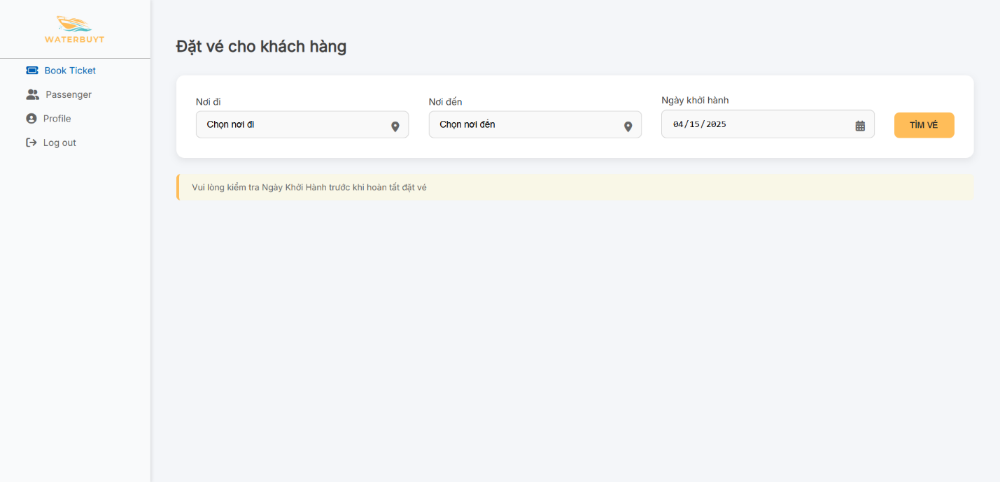 WATERBUYT
Book Ticket
Passenger
Profile
Log out
Đặt vé cho khách hàng
Nơi đi
Chọn nơi đi
Nơi đến
Chọn nơi đến
Ngày khởi hành
04/15/2025
TÌM VÉ
Vui lòng kiểm tra Ngày Khởi Hành trước khi hoàn tất đặt vé